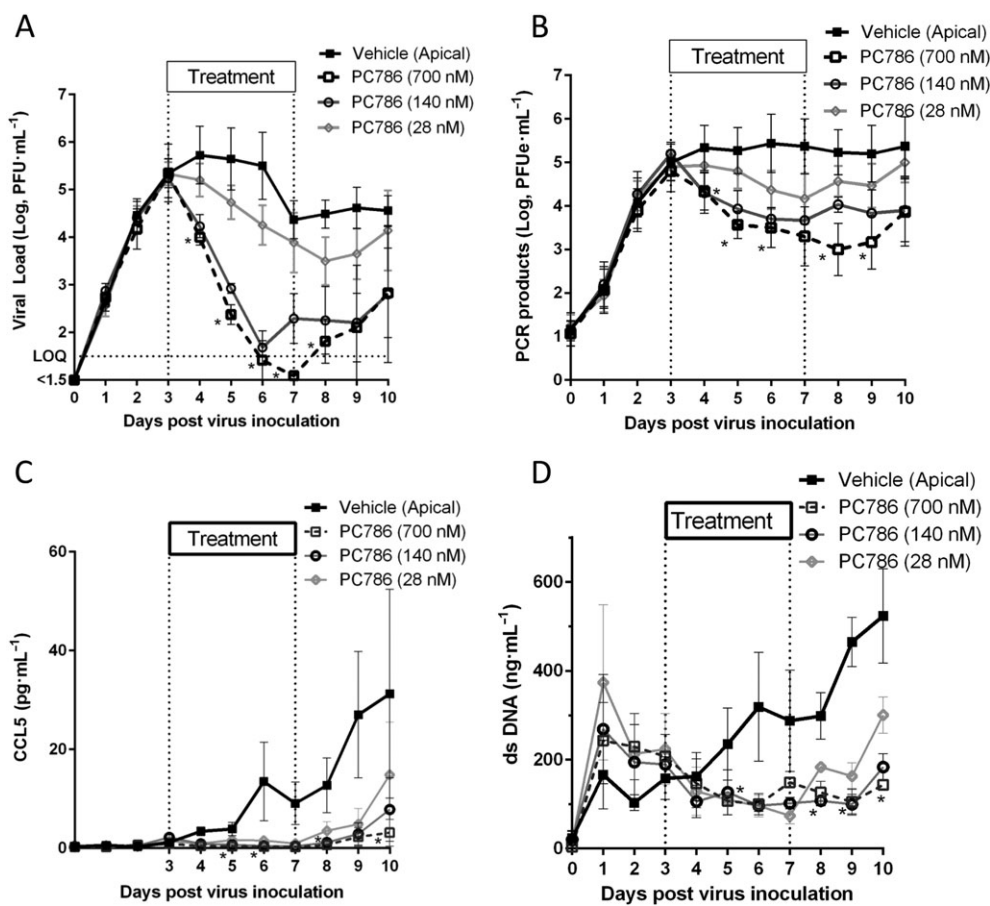 A
Vehicle (Apical)
PC786 (700 nM)
PC786 (140 nM)
PC786 (28 nM)
Treatment
Viral Load (Log, PFU·mL⁻¹)
7
6
5
4
3
2
LOQ
<1.5
* * * * *
0 1 2 3 4 5 6 7 8 9 10
Days post virus inoculation
B
Vehicle (Apical)
PC786 (700 nM)
PC786 (140 nM)
PC786 (28 nM)
Treatment
PCR products (Log, PFUe·mL⁻¹)
7
6
5
4
3
2
1
0
* * * * *
0 1 2 3 4 5 6 7 8 9 10
Days post virus inoculation
C
Vehicle (Apical)
PC786 (700 nM)
PC786 (140 nM)
PC786 (28 nM)
Treatment
CCL5 (pg·mL⁻¹)
60
40
20
0
* * * *
3 4 5 6 7 8 9 10
Days post virus inoculation
D
Vehicle (Apical)
PC786 (700 nM)
PC786 (140 nM)
PC786 (28 nM)
Treatment
ds DNA (ng·mL⁻¹)
600
400
200
0
* * * *
0 1 2 3 4 5 6 7 8 9 10
Days post virus inoculation